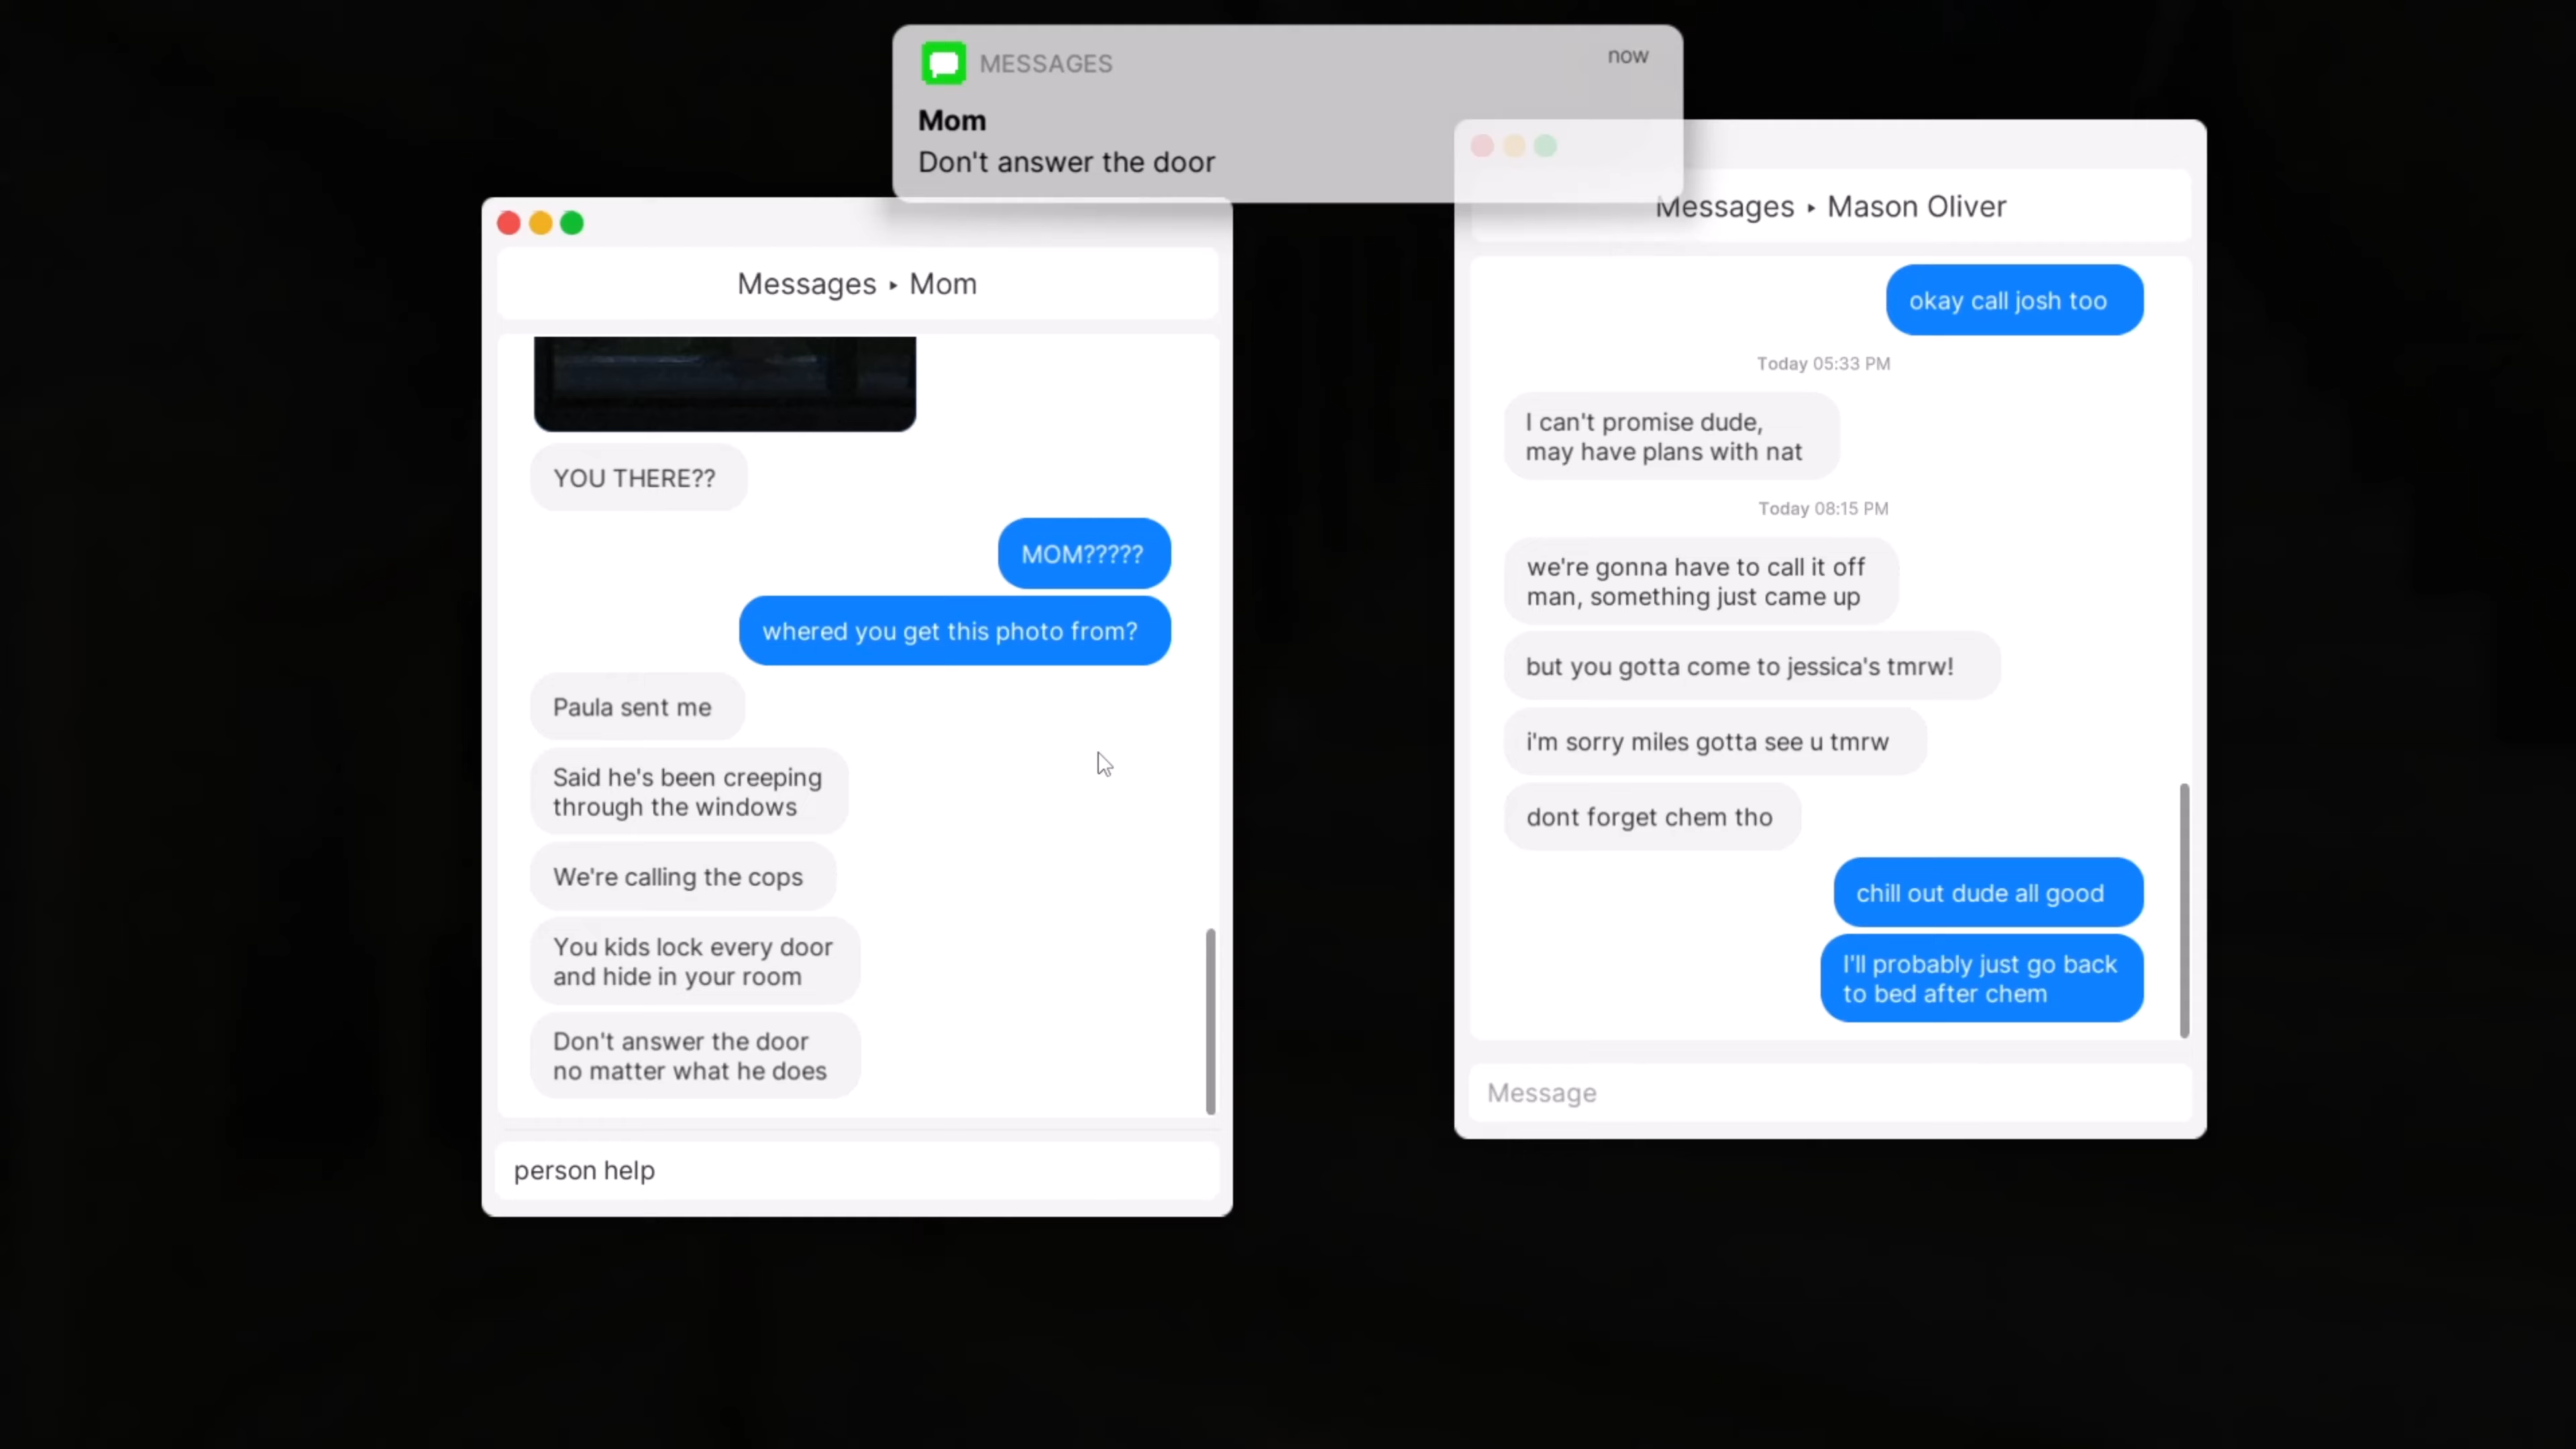 MESSAGES
now
Mom
Don't answer the door
Messages ▸ Mom
YOU THERE??
MOM?????
whered you get this photo from?
Paula sent me
Said he's been creeping
through the windows
We're calling the cops
You kids lock every door
and hide in your room
Don't answer the door
no matter what he does
person help
Messages ▸ Mason Oliver
okay call josh too
Today 05:33 PM
I can't promise dude,
may have plans with nat
Today 08:15 PM
we're gonna have to call it off
man, something just came up
but you gotta come to jessica's tmrw!
i'm sorry miles gotta see u tmrw
dont forget chem tho
chill out dude all good
I'll probably just go back
to bed after chem
Message